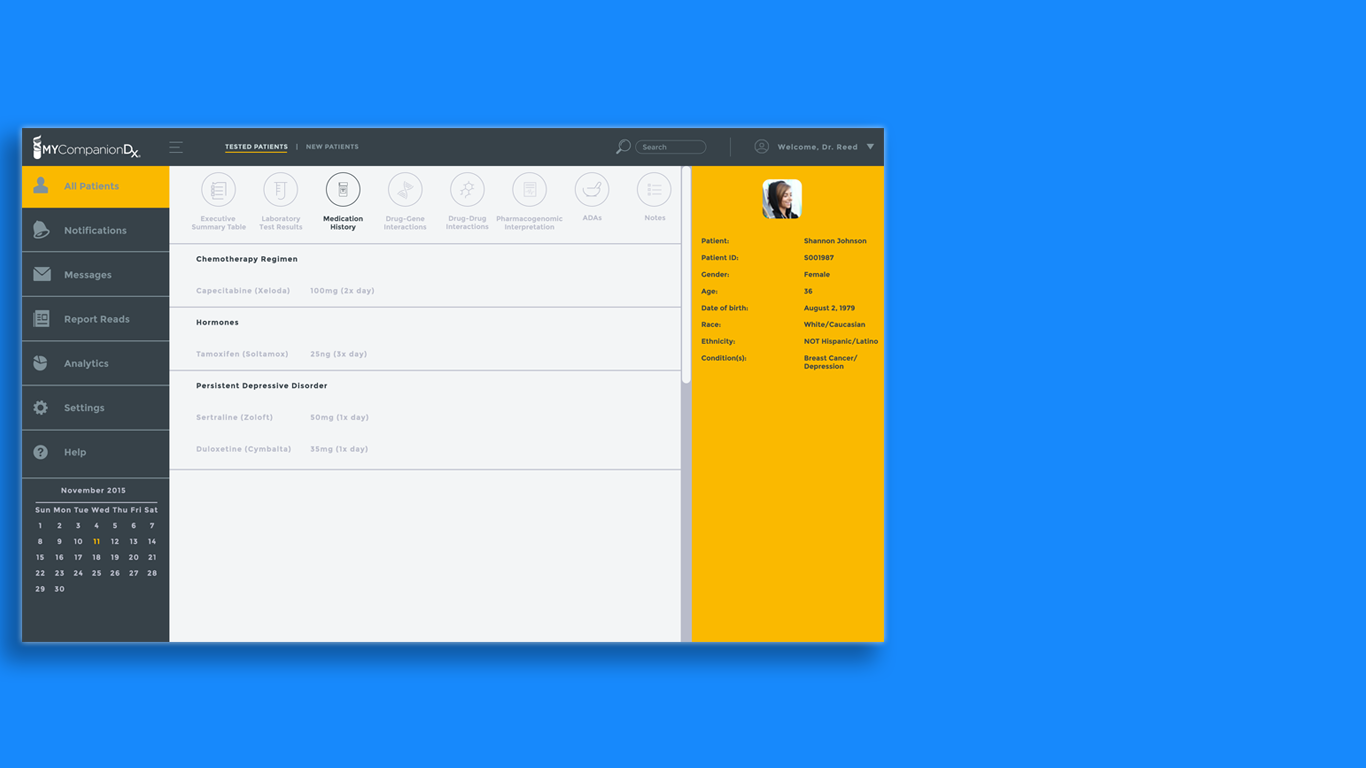 MYCompanionDx
TESTED PATIENTS | NEW PATIENTS
Search
Welcome, Dr. Reed
All Patients
Notifications
Messages
Report Reads
Analytics
Settings
Help
November 2015
Sun Mon Tue Wed Thu Fri Sat
1 2 3 4 5 6 7
8 9 10 11 12 13 14
15 16 17 18 19 20 21
22 23 24 25 26 27 28
29 30
Executive
Summary Table
Laboratory
Test Results
Medication
History
Drug-Gene
Interactions
Drug-Drug
Interactions
Pharmacogenomic
Interpretation
ADAs
Notes
Chemotherapy Regimen
Capecitabine (Xeloda) 100mg (2x day)
Hormones
Tamoxifen (Soltamox) 25ng (3x day)
Persistent Depressive Disorder
Sertraline (Zoloft) 50mg (1x day)
Duloxetine (Cymbalta) 35mg (1x day)
Patient: Shannon Johnson
Patient ID: S001987
Gender: Female
Age: 36
Date of birth: August 2, 1979
Race: White/Caucasian
Ethnicity: NOT Hispanic/Latino
Condition(s): Breast Cancer/
Depression